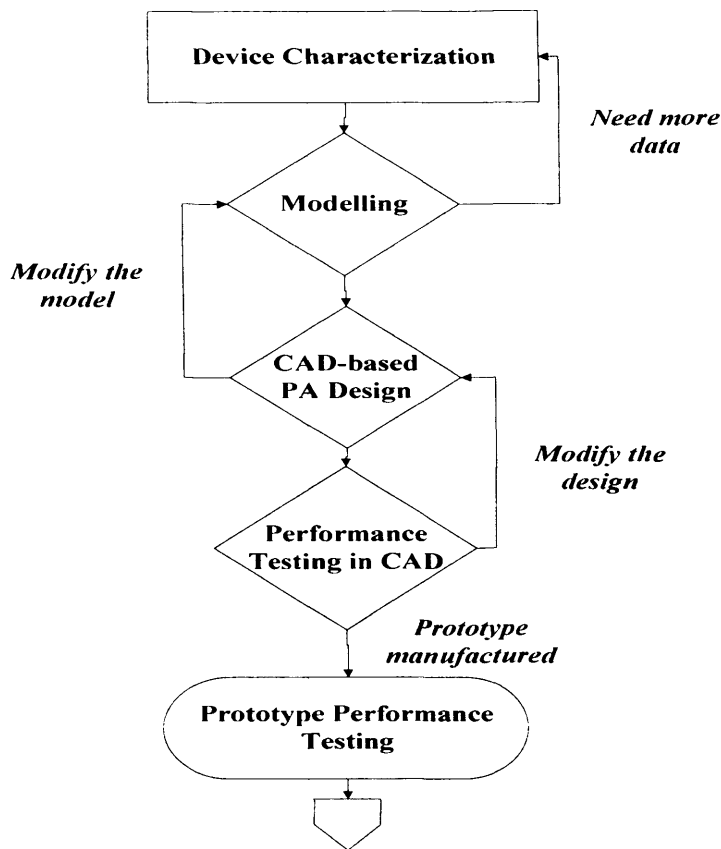 Device Characterization
Need more
data
Modelling
Modify the
model
CAD-based
PA Design
Modify the
design
Performance
Testing in CAD
Prototype
manufactured
Prototype Performance
Testing